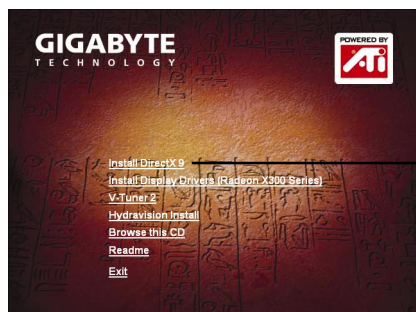 GIGABYTE
TECHNOLOGY
POWERED BY
ATi
Install DirectX 9
Install Display Drivers (Radeon X300 Series)
V-Tuner 2
Hydravision Install
Browse this CD
Readme
Exit